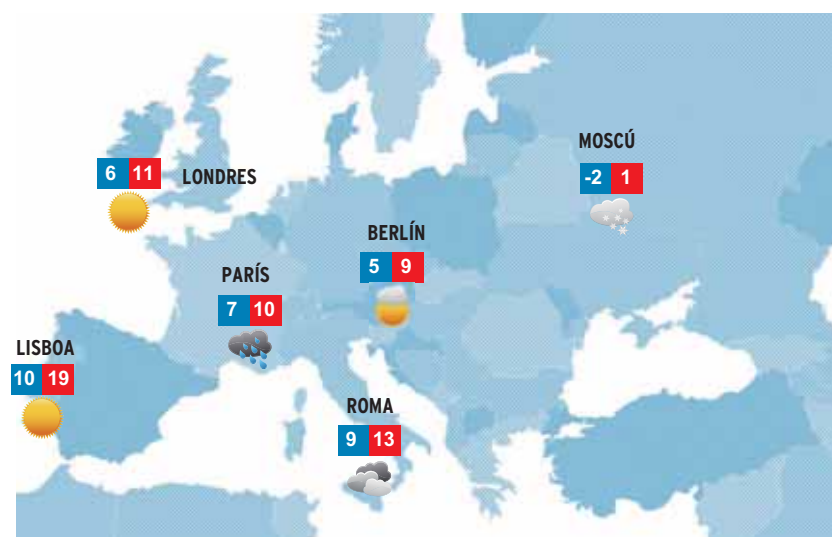 MOSCÚ
-2 1
6 11 LONDRES
BERLÍN
5 9
PARÍS
7 10
LISBOA
10 19
ROMA
9 13